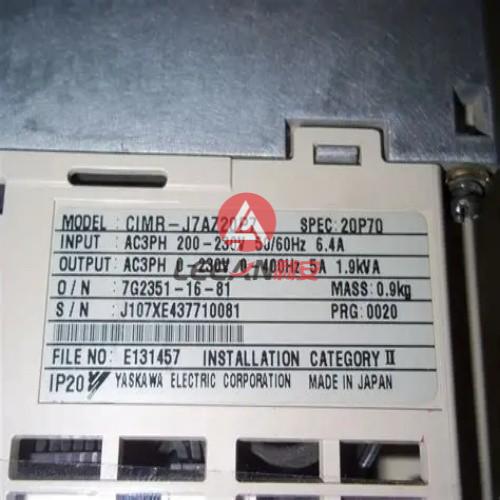 MODEL: CIMR-J7AZ20P7 SPEC: 20P70
INPUT : AC3PH 200-230V 50/60Hz 6.4A
OUTPUT: AC3PH 0-230V 0-400Hz 5A 1.9kVA
O / N : 7G2351-16-81 MASS: 0.9kg
S / N : J107XE437710081 PRG: 0020
FILE NO: E131457 INSTALLATION CATEGORY II
IP20 YASKAWA ELECTRIC CORPORATION MADE IN JAPAN